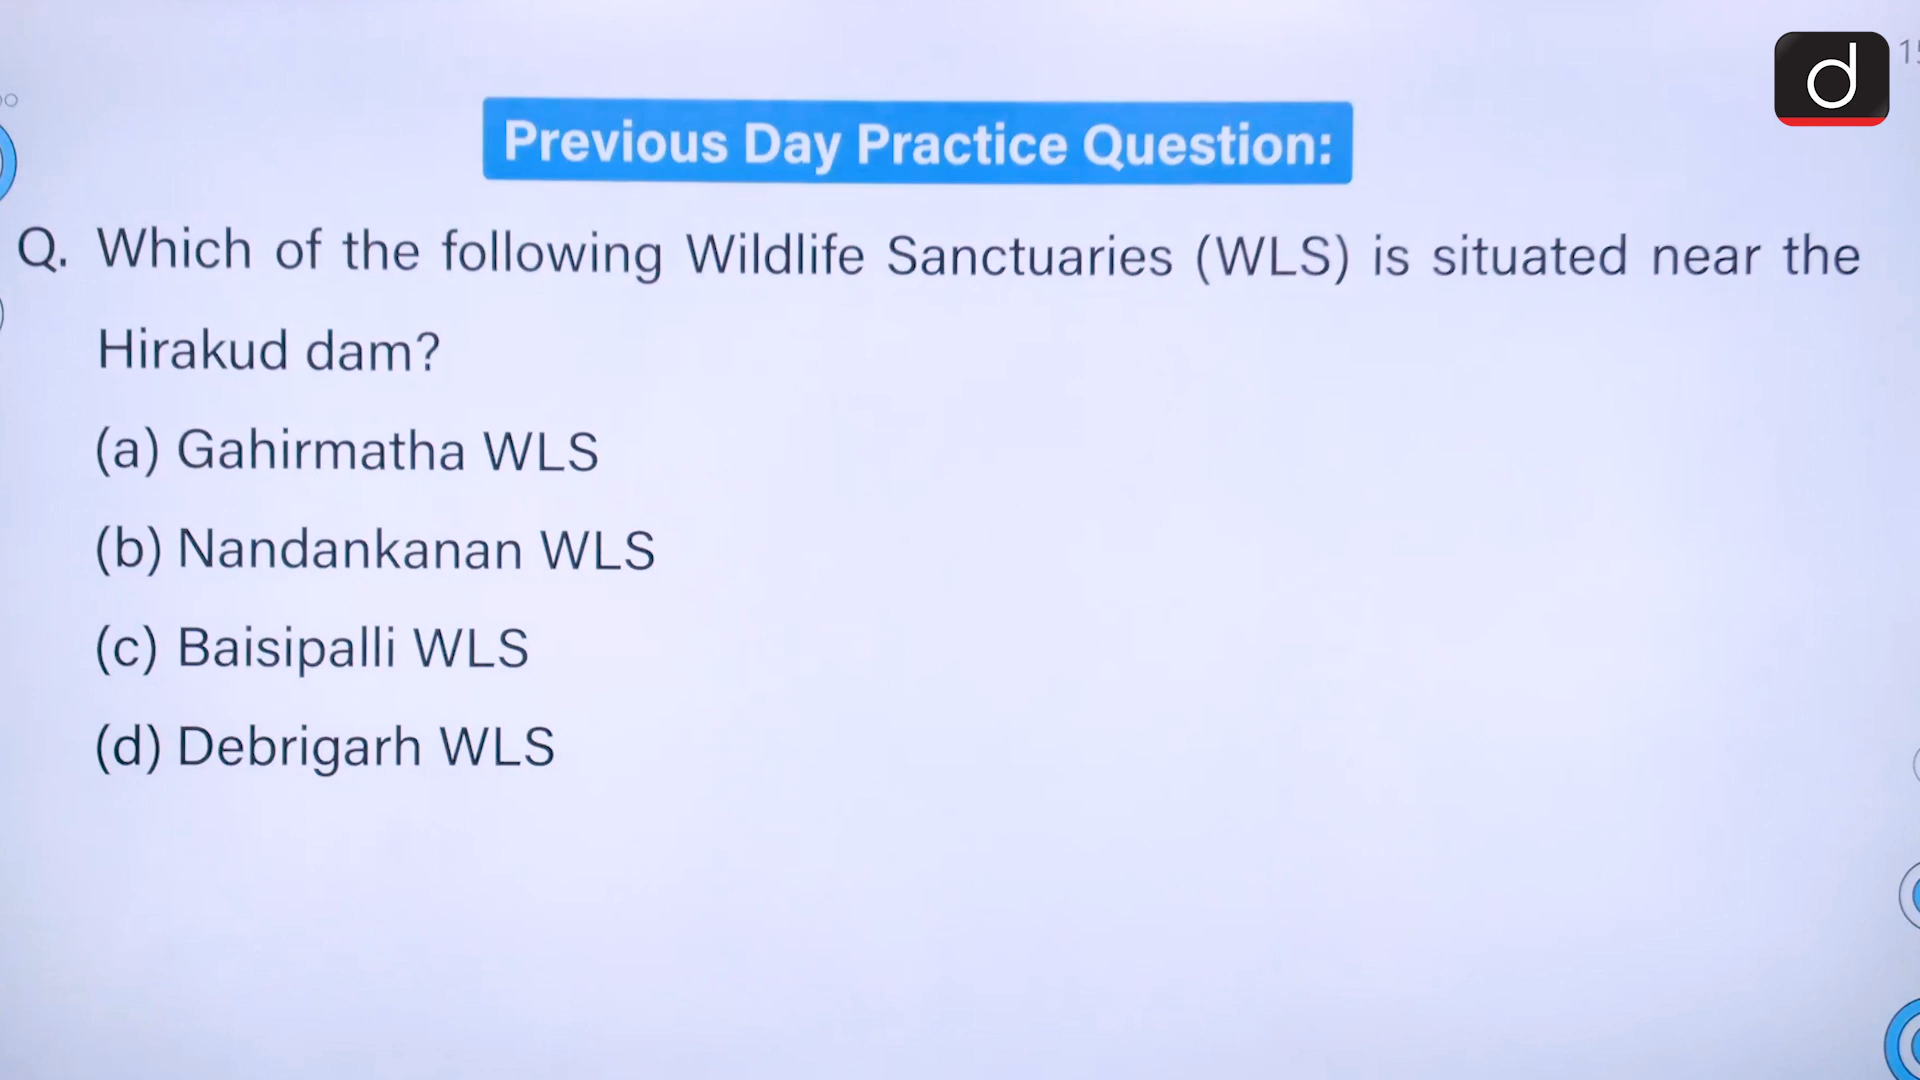 Previous Day Practice Question:
Q. Which of the following Wildlife Sanctuaries (WLS) is situated near the
Hirakud dam?
(a) Gahirmatha WLS
(b) Nandankanan WLS
(c) Baisipalli WLS
(d) Debrigarh WLS